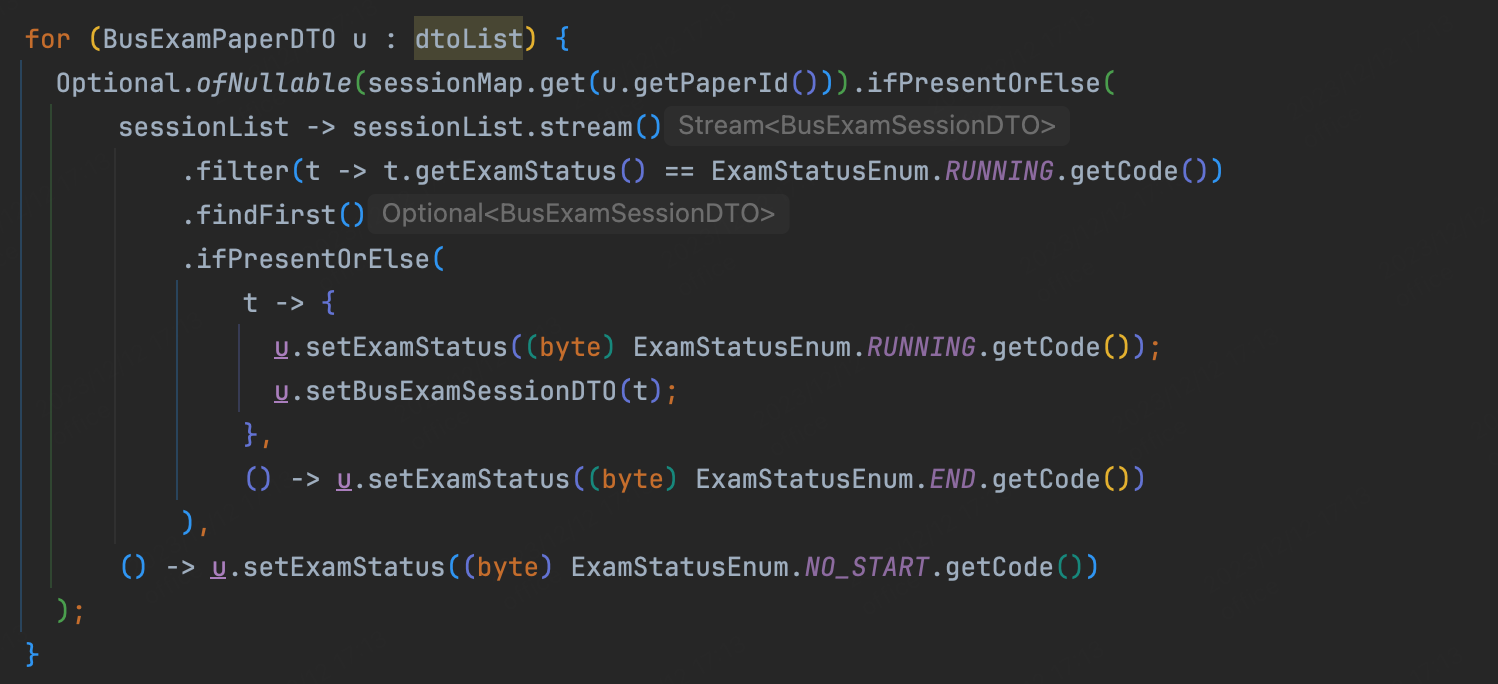 for (BusExamPaperDTO u : dtoList) {
Optional.ofNullable(sessionMap.get(u.getPaperId())).ifPresentOrElse(
sessionList -> sessionList.stream() Stream<BusExamSessionDTO>
.filter(t -> t.getExamStatus() == ExamStatusEnum.RUNNING.getCode())
.findFirst() Optional<BusExamSessionDTO>
.ifPresentOrElse(
t -> {
u.setExamStatus((byte) ExamStatusEnum.RUNNING.getCode());
u.setBusExamSessionDTO(t);
},
() -> u.setExamStatus((byte) ExamStatusEnum.END.getCode())
),
() -> u.setExamStatus((byte) ExamStatusEnum.NO_START.getCode())
);
}